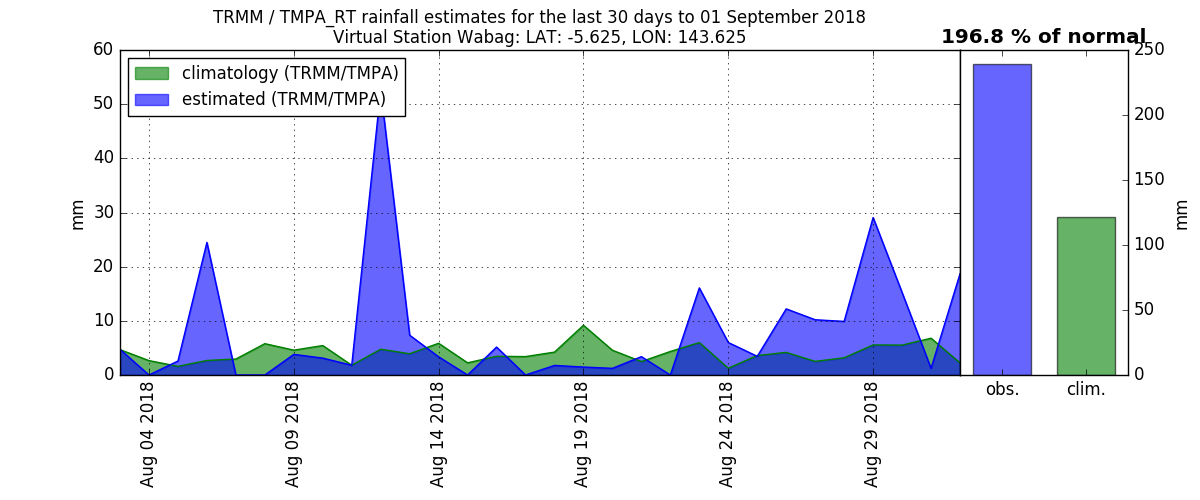 TRMM / TMPA_RT rainfall estimates for the last 30 days to 01 September 2018
Virtual Station Wabag: LAT: -5.625, LON: 143.625
196.8 % of normal
climatology (TRMM/TMPA)
estimated (TRMM/TMPA)
60
50
40
30
20
10
0
mm
250
200
150
100
50
0
mm
Aug 04 2018
Aug 09 2018
Aug 14 2018
Aug 19 2018
Aug 24 2018
Aug 29 2018
obs.
clim.